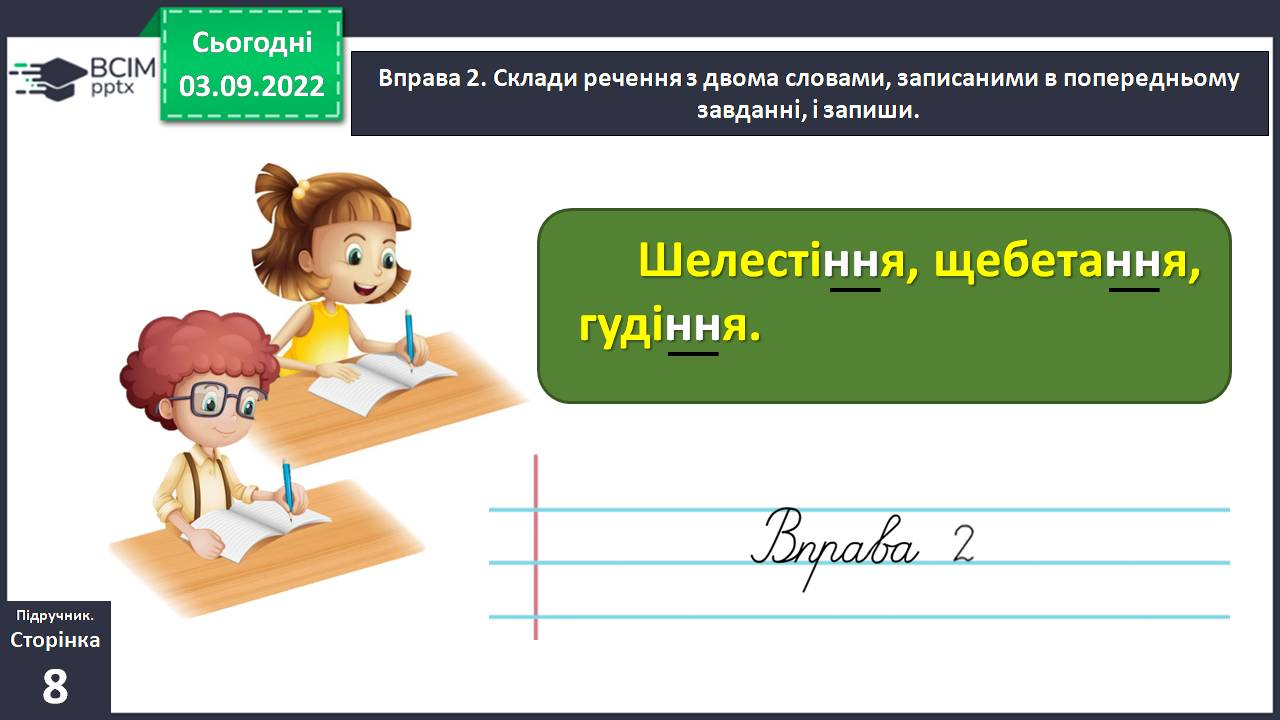 Сьогодні
03.09.2022
BCIM
pptx
Вправа 2. Склади речення з двома словами, записаними в попередньому
завданні, і запиши.
Шелестіння, щебетання,
гудіння.
Вправа 2
Підручник.
Сторінка
8